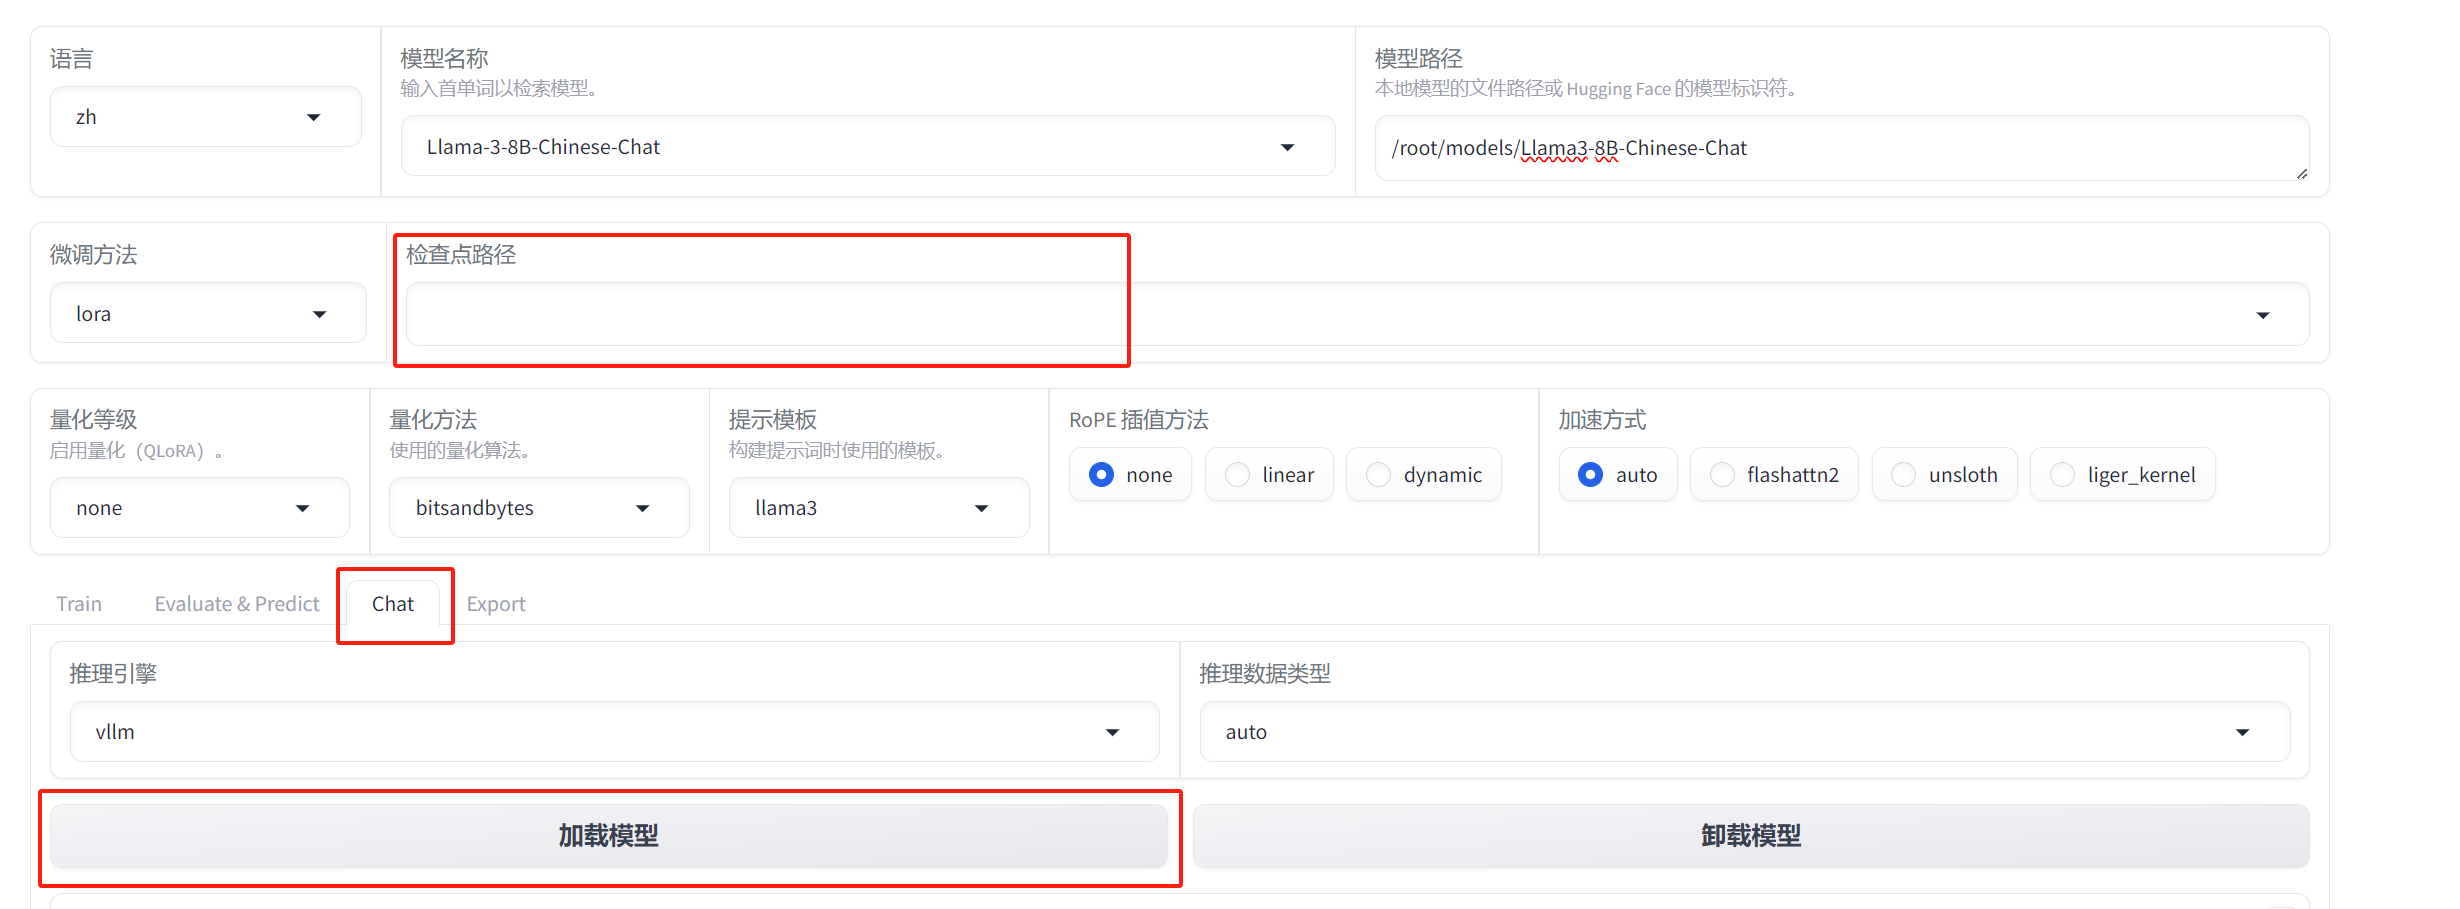 语言
zh
模型名称
输入首单词以检索模型。
Llama-3-8B-Chinese-Chat
模型路径
本地模型的文件路径或 Hugging Face 的模型标识符。
/root/models/Llama3-8B-Chinese-Chat
微调方法
lora
检查点路径
量化等级
启用量化（QLoRA）。
none
量化方法
使用的量化算法。
bitsandbytes
提示模板
构建提示词时使用的模板。
llama3
RoPE 插值方法
none linear dynamic
加速方式
auto flashattn2 unsloth liger_kernel
Train Evaluate & Predict Chat Export
推理引擎
vllm
推理数据类型
auto
加载模型
卸载模型